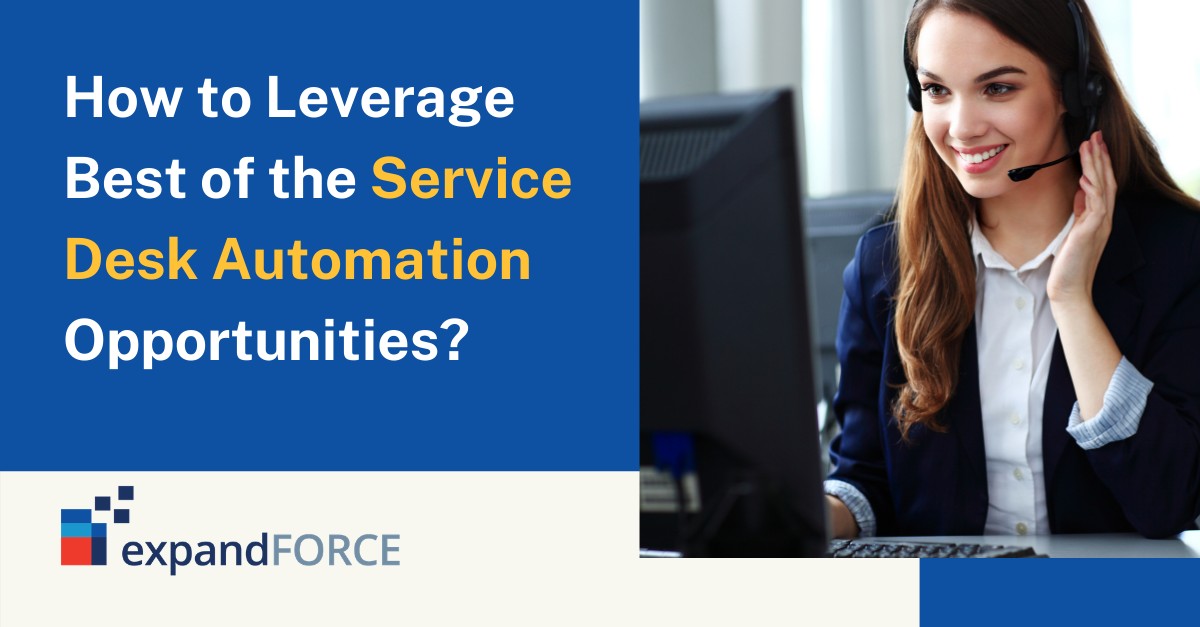 How to Leverage
Best of the Service
Desk Automation
Opportunities?
expandFORCE